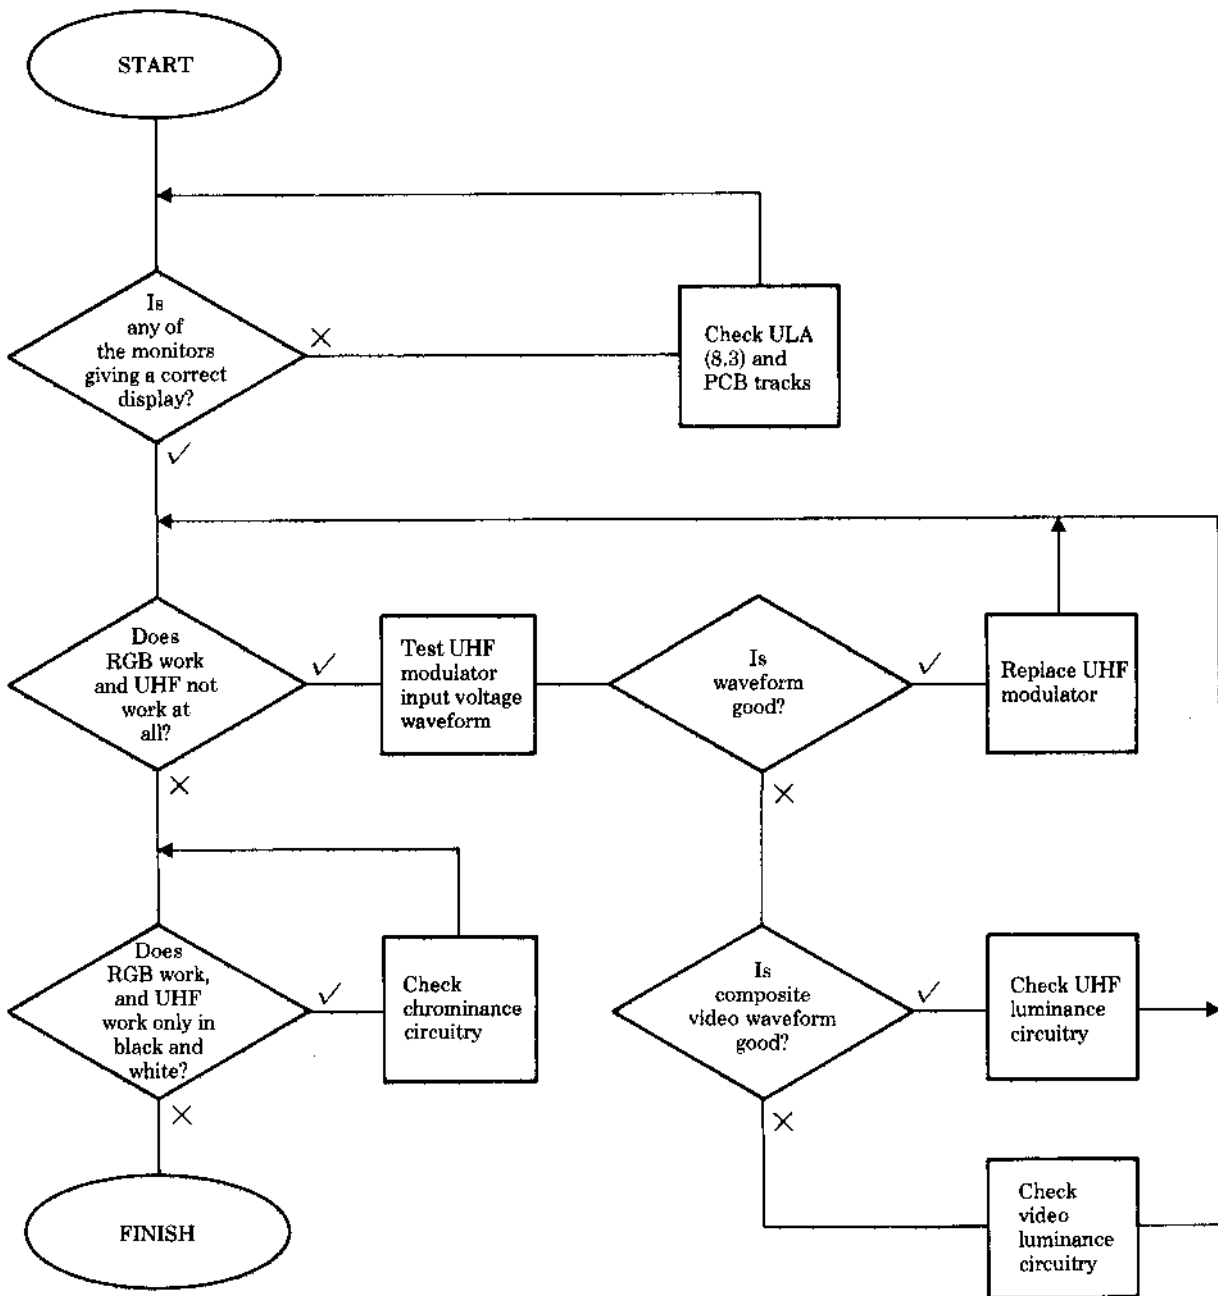 START
Is
any of
the monitors
giving a correct
display?
×
Check ULA
(8.3) and
PCB tracks
✓
Does
RGB work
and UHF not
work at
all?
✓
Test UHF
modulator
input voltage
waveform
Is
waveform
good?
✓
Replace UHF
modulator
×
×
Does
RGB work,
and UHF
work only in
black and
white?
✓
Check
chrominance
circuitry
Is
composite
video waveform
good?
✓
Check UHF
luminance
circuitry
×
×
FINISH
Check
video
luminance
circuitry